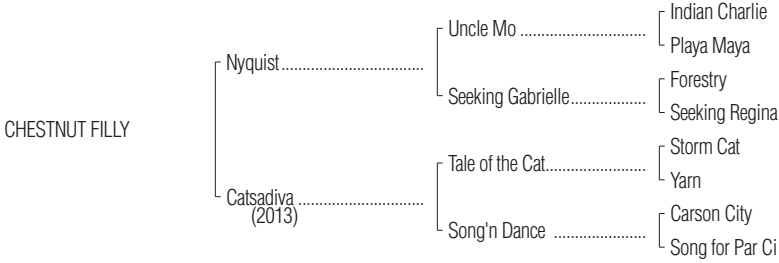 Indian Charlie
Uncle Mo ..............................
Playa Maya
Nyquist..................................
Forestry
Seeking Gabrielle..................
Seeking Regina
CHESTNUT FILLY
Storm Cat
Tale of the Cat........................
Yarn
Catsadiva ..............................
(2013)
Carson City
Song'n Dance ......................
Song for Par Ci